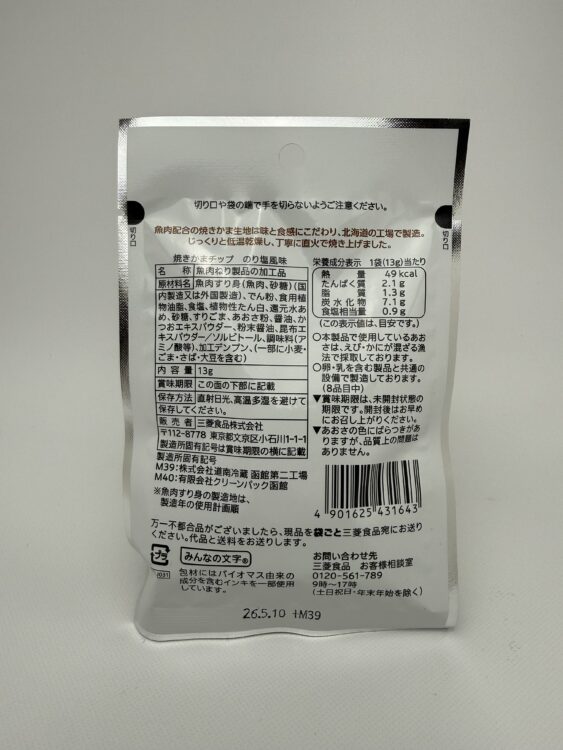 切り口や袋の端で手を切らないようご注意ください。
切り口
切り口
魚肉配合の焼きかま生地は味と食感にこだわり、北海道の工場で製造。
じっくりと低温乾燥し、丁寧に直火で焼き上げました。
焼きかまチップ のり塩風味
名 称 魚肉ねり製品の加工品
原材料名 魚肉すり身(魚肉、砂糖)(国
内製造又は外国製造)、でん粉、食用植
物油脂、食塩、植物性たん白、還元水あ
め、砂糖、すりごま、あおさ粉、醤油、か
つおエキスパウダー、粉末醤油、昆布エ
キスパウダー/ソルビトール、調味料(ア
ミノ酸等)、加工デンプン、(一部に小麦・
ごま・さば・大豆を含む)
内 容 量 13g
賞味期限 この面の下部に記載
保存方法 直射日光、高温多湿を避けて
保存してください。
販 売 者 三菱食品株式会社
〒112-8778 東京都文京区小石川1-1-1
製造所固有記号は賞味期限の横に記載
製造所固有記号
M39:株式会社道南冷蔵 函館第二工場
M40:有限会社クリーンパック函館
※魚肉すり身の製造地は、
製造年の使用計画順
栄養成分表示 1袋(13g)当たり
熱 量 49 kcal
たんぱく質 2.1 g
脂 質 1.3 g
炭水化物 7.1 g
食塩相当量 0.9 g
(この表示値は、目安です。)
○本製品で使用しているあお
さは、えび・かにが混ざる漁法
で採取しております。
○卵・乳を含む製品と共通の
設備で製造しております。
(8品目中)
▼賞味期限は、未開封状態の
期限です。開封後はお早め
にお召し上がりください。
▼あおさの色にばらつきがあ
りますが、品質上の問題は
ありません。
4 901625 431643
万一不都合品がございましたら、現品を袋ごと三菱食品宛にお送り
ください。代品と送料をお送りします。
プラ
みんなの文字®
包材にはバイオマス由来の
成分を含むインキを一部使用
しています。
お問い合わせ先
三菱食品 お客様相談室
0120-561-789
9時〜17時
(土日祝日・年末年始を除く)
26.5.10 +M39